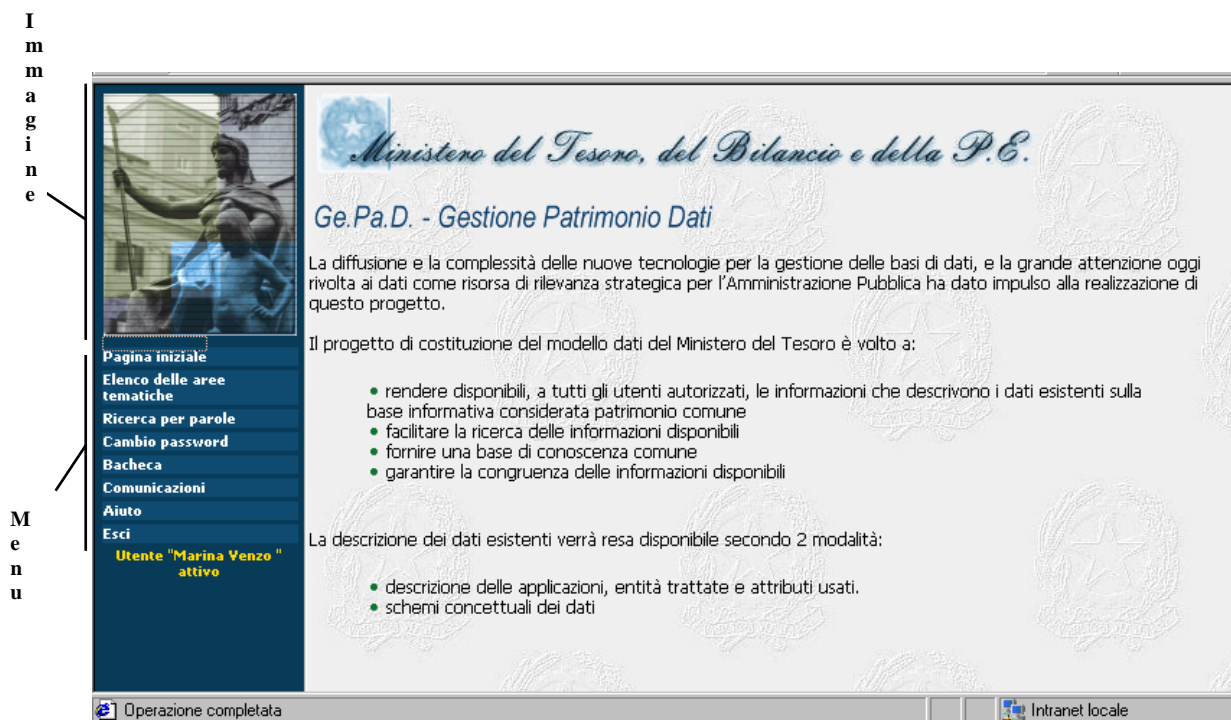 Immagine
Ministero del Tesoro, del Bilancio e della P.E.
Ge.Pa.D. - Gestione Patrimonio Dati
La diffusione e la complessità delle nuove tecnologie per la gestione delle basi di dati, e la grande attenzione oggi
rivolta ai dati come risorsa di rilevanza strategica per l'Amministrazione Pubblica ha dato impulso alla realizzazione di
questo progetto.
Il progetto di costituzione del modello dati del Ministero del Tesoro è volto a:
• rendere disponibili, a tutti gli utenti autorizzati, le informazioni che descrivono i dati esistenti sulla
base informativa considerata patrimonio comune
• facilitare la ricerca delle informazioni disponibili
• fornire una base di conoscenza comune
• garantire la congruenza delle informazioni disponibili
La descrizione dei dati esistenti verrà resa disponibile secondo 2 modalità:
• descrizione delle applicazioni, entità trattate e attributi usati.
• schemi concettuali dei dati
Menu
Pagina iniziale
Elenco delle aree
tematiche
Ricerca per parole
Cambio password
Bacheca
Comunicazioni
Aiuto
Esci
Utente "Marina Venzo "
attivo
Operazione completata
Intranet locale